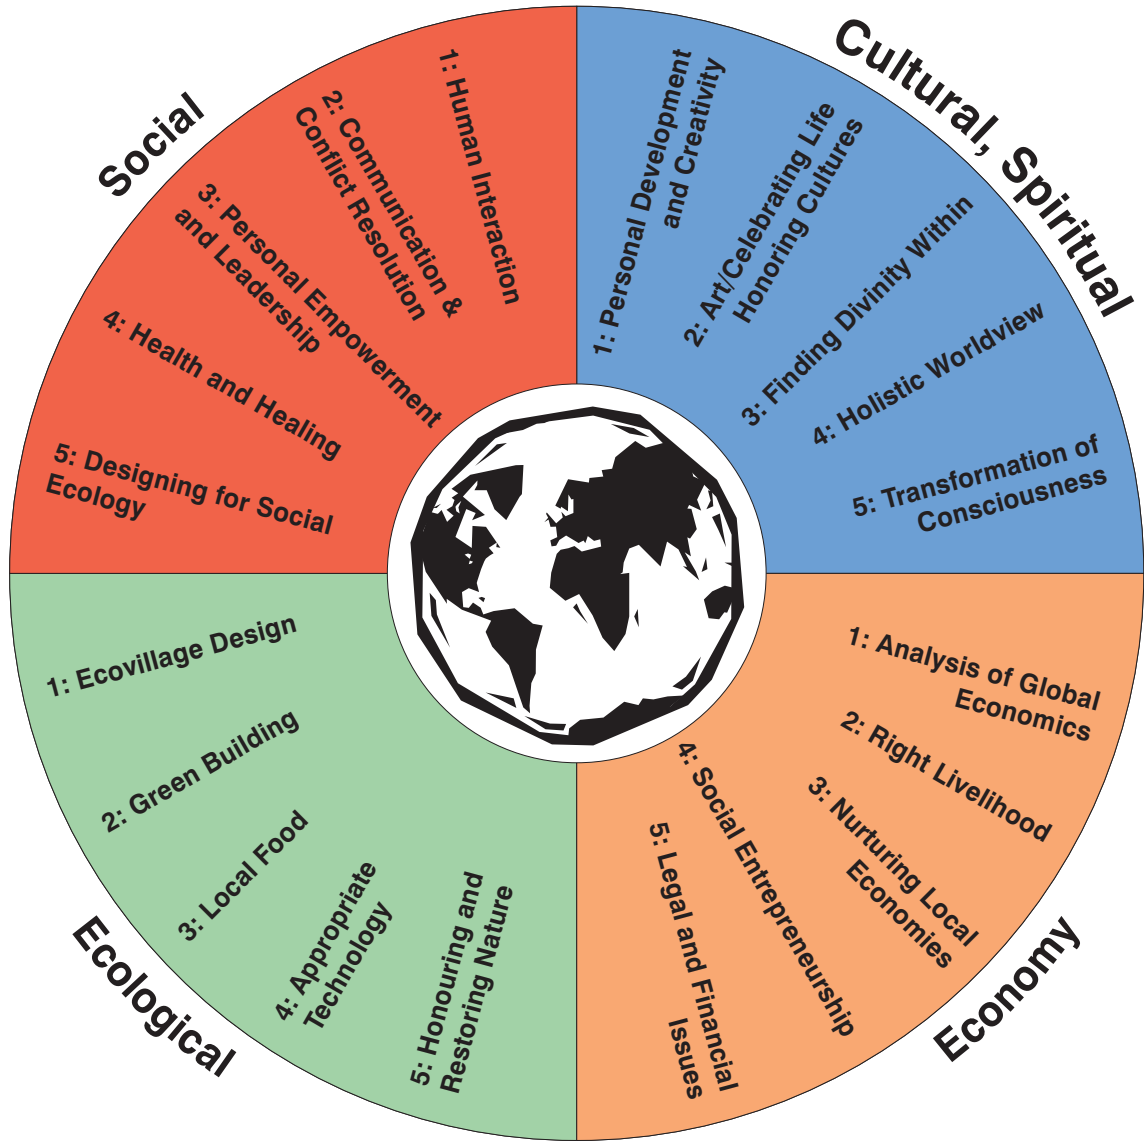 Social
1: Human Interaction
2: Communication &
Conflict Resolution
3: Personal Empowerment
and Leadership
4: Health and Healing
5: Designing for Social
Ecology
Cultural, Spiritual
1: Personal Development
and Creativity
2: Art/Celebrating Life
Honoring Cultures
3: Finding Divinity Within
4: Holistic Worldview
5: Transformation of
Consciousness
Ecological
1: Ecovillage Design
2: Green Building
3: Local Food
4: Appropriate
Technology
5: Honouring and
Restoring Nature
Economy
1: Analysis of Global
Economics
2: Right Livelihood
3: Nurturing Local
Economies
4: Social Entrepreneurship
5: Legal and Financial
Issues